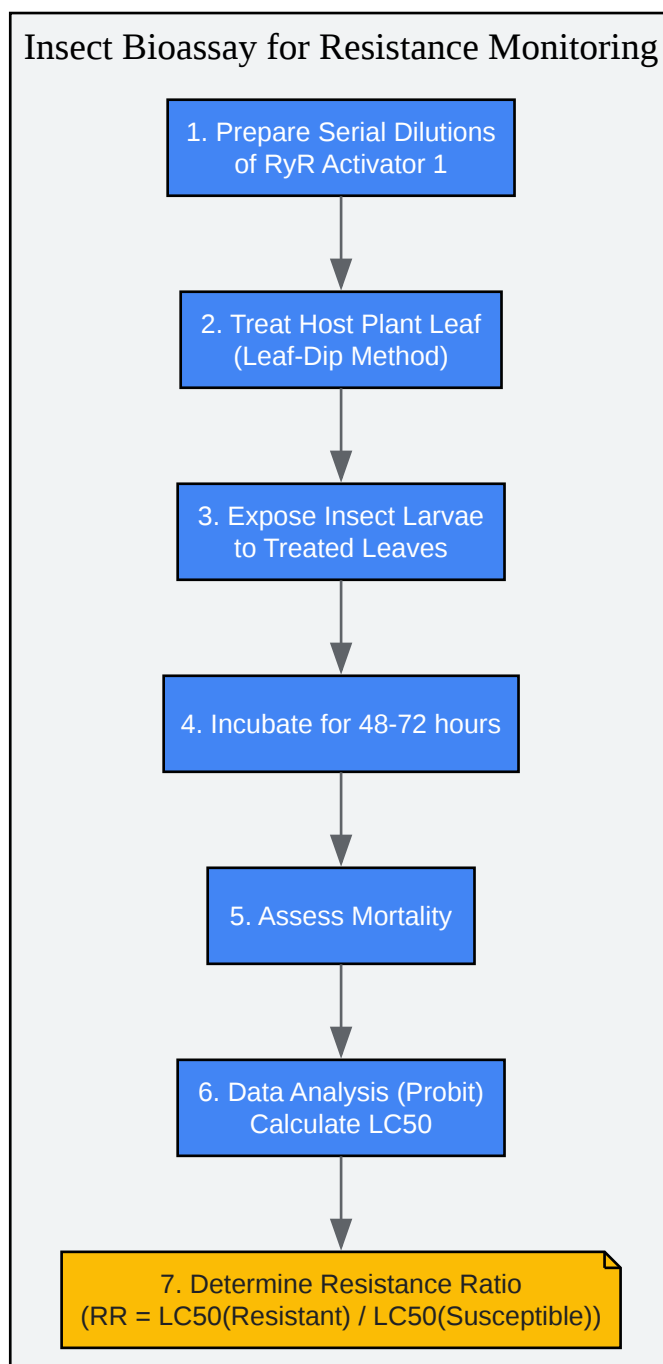 Insect Bioassay for Resistance Monitoring
1. Prepare Serial Dilutions
of RyR Activator 1
2. Treat Host Plant Leaf
(Leaf-Dip Method)
3. Expose Insect Larvae
to Treated Leaves
4. Incubate for 48-72 hours
5. Assess Mortality
6. Data Analysis (Probit)
Calculate LC50
7. Determine Resistance Ratio
(RR = LC50(Resistant) / LC50(Susceptible))